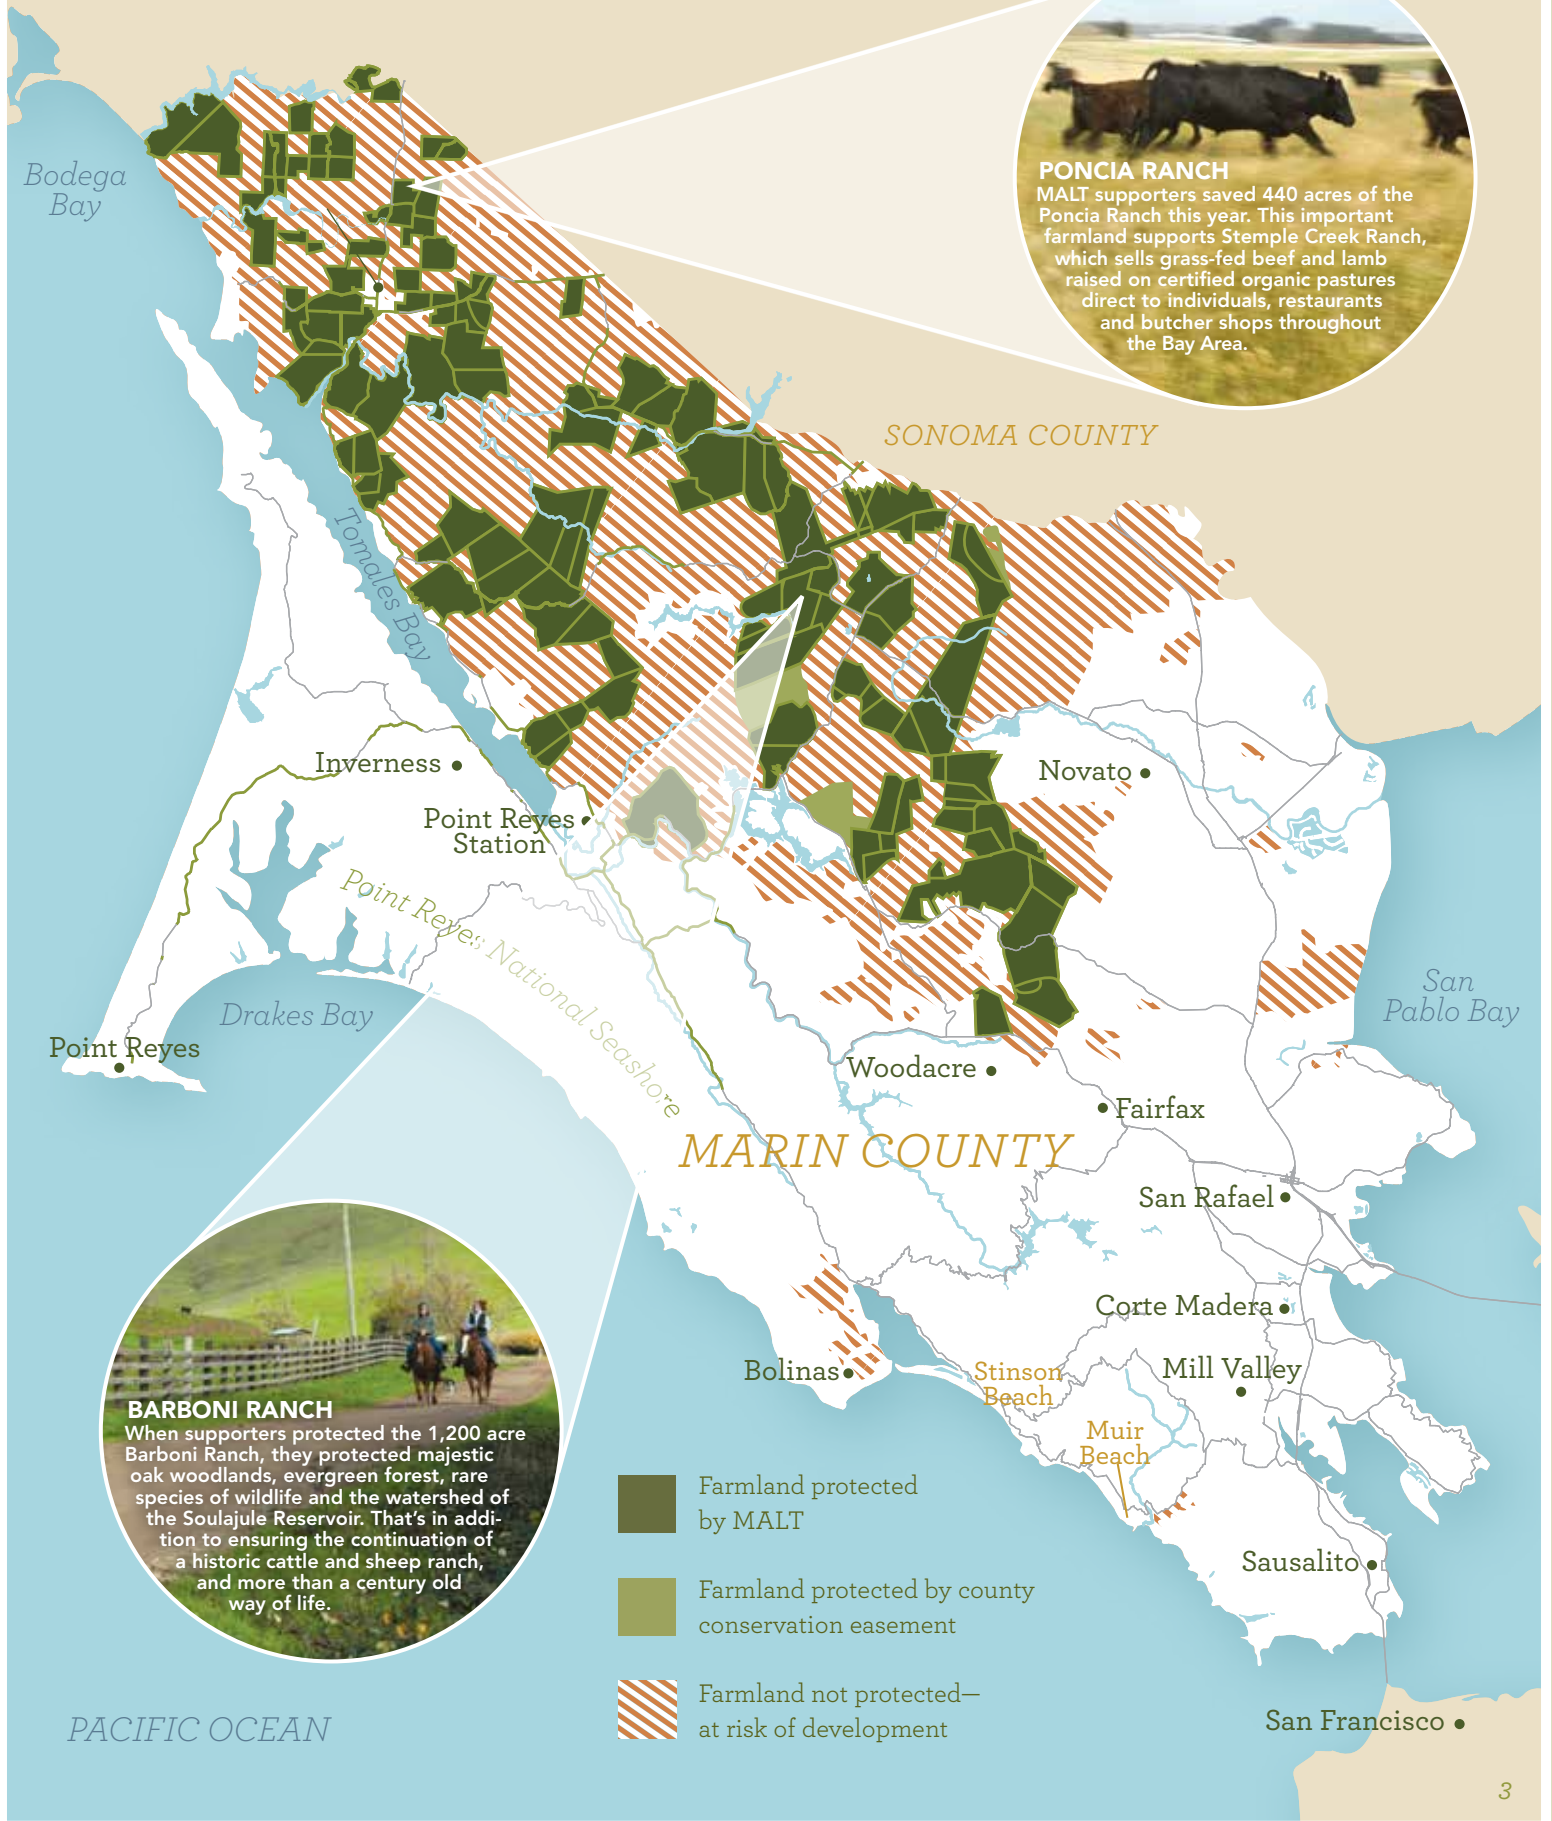 PONCIA RANCH
MALT supporters saved 440 acres of the
Poncia Ranch this year. This important
farmland supports Stemple Creek Ranch,
which sells grass-fed beef and lamb
raised on certified organic pastures
direct to individuals, restaurants
and butcher shops throughout
the Bay Area.
Bodega
Bay
SONOMA COUNTY
Tomales Bay
Inverness
Novato
Point Reyes
Station
Point Reyes National Seashore
San
Pablo Bay
Drakes Bay
Point Reyes
Woodacre
Fairfax
MARIN COUNTY
San Rafael
Corte Madera
Bolinas
Stinson
Beach
Mill Valley
Muir
Beach
BARBONI RANCH
When supporters protected the 1,200 acre
Barboni Ranch, they protected majestic
oak woodlands, evergreen forest, rare
species of wildlife and the watershed of
the Soulajule Reservoir. That's in addi-
tion to ensuring the continuation of
a historic cattle and sheep ranch,
and more than a century old
way of life.
Farmland protected
by MALT
Farmland protected by county
conservation easement
Farmland not protected—
at risk of development
Sausalito
PACIFIC OCEAN
San Francisco
3